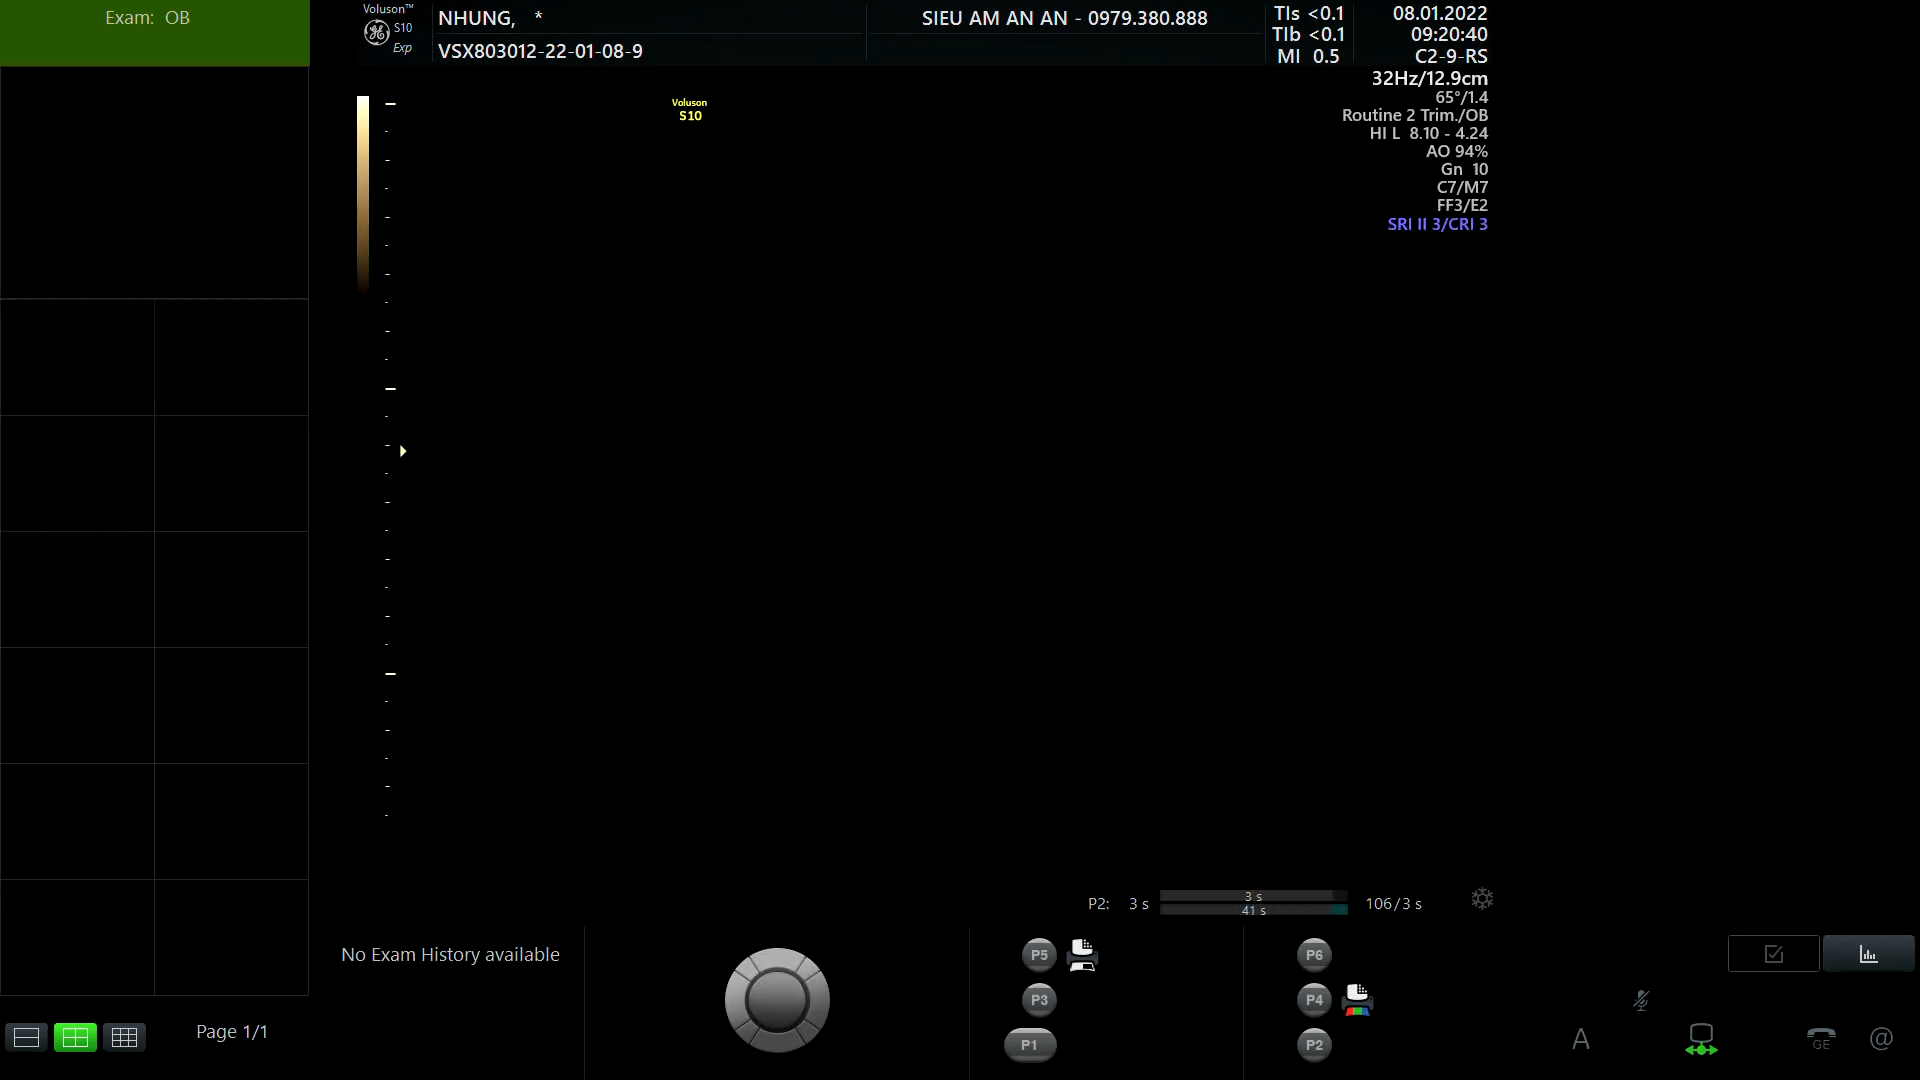 Exam: OB
Voluson™
S10
Exp
NHUNG, *
VSX803012-22-01-08-9
SIEU AM AN AN - 0979.380.888
TIs <0.1
TIb <0.1
MI 0.5
08.01.2022
09:20:40
C2-9-RS
32Hz/12.9cm
65°/1.4
Routine 2 Trim./OB
HI L 8.10 - 4.24
AO 94%
Gn 10
C7/M7
FF3/E2
SRI II 3/CRI 3
Voluson
S10
P2: 3 s
3 s
41 s
106/3 s
No Exam History available
P5
P3
P1
P6
P4
P2
A
GE
@
Page 1/1